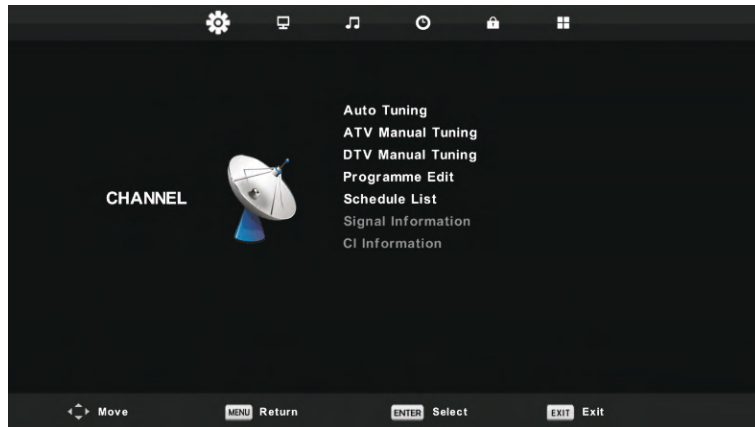 Auto Tuning
ATV Manual Tuning
DTV Manual Tuning
Programme Edit
CHANNEL
Schedule List
Signal Information
CI Information
Move
MENU Return
ENTER Select
EXIT Exit